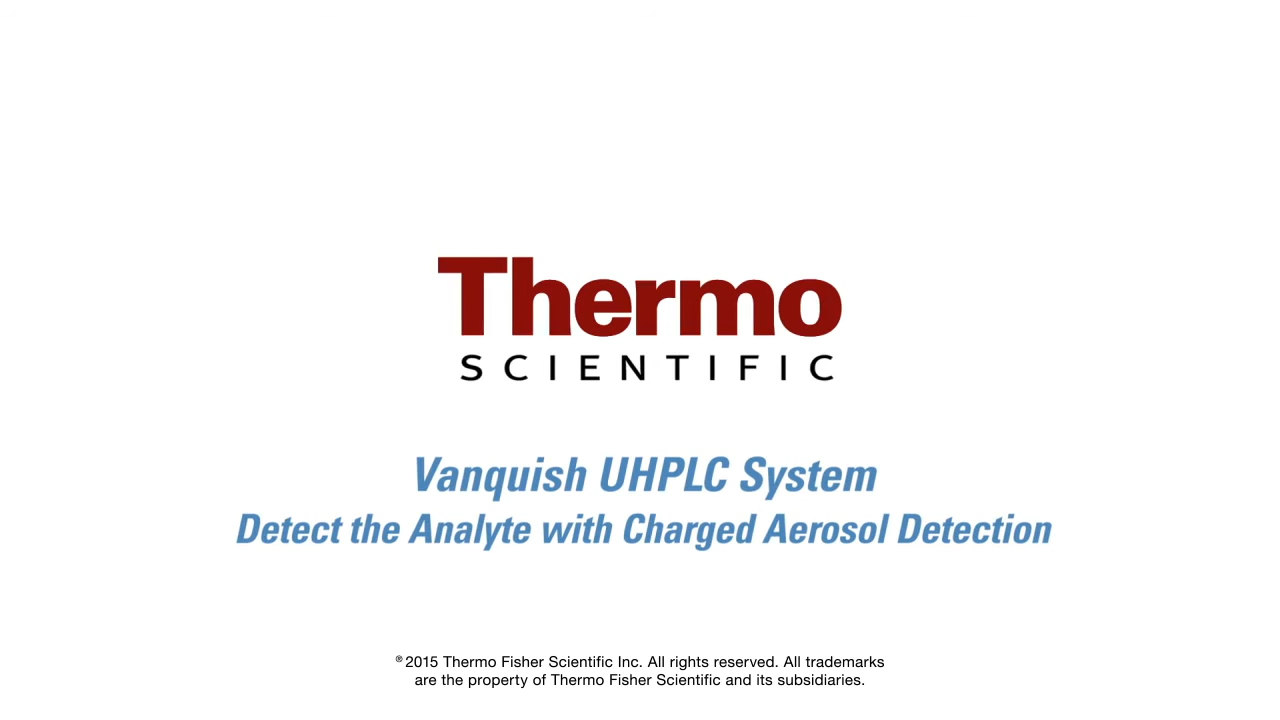 Thermo
SCIENTIFIC
Vanquish UHPLC System
Detect the Analyte with Charged Aerosol Detection
® 2015 Thermo Fisher Scientific Inc. All rights reserved. All trademarks
are the property of Thermo Fisher Scientific and its subsidiaries.